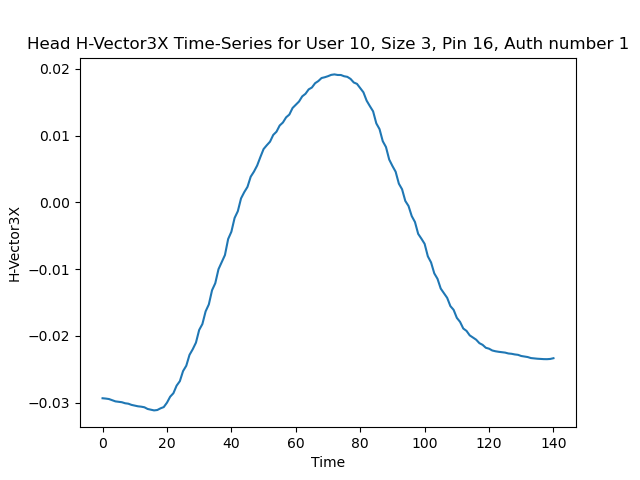 Head H-Vector3X Time-Series for User 10, Size 3, Pin 16, Auth number 1
0.02
0.01
0.00
−0.01
−0.02
−0.03
H-Vector3X
0 20 40 60 80 100 120 140
Time